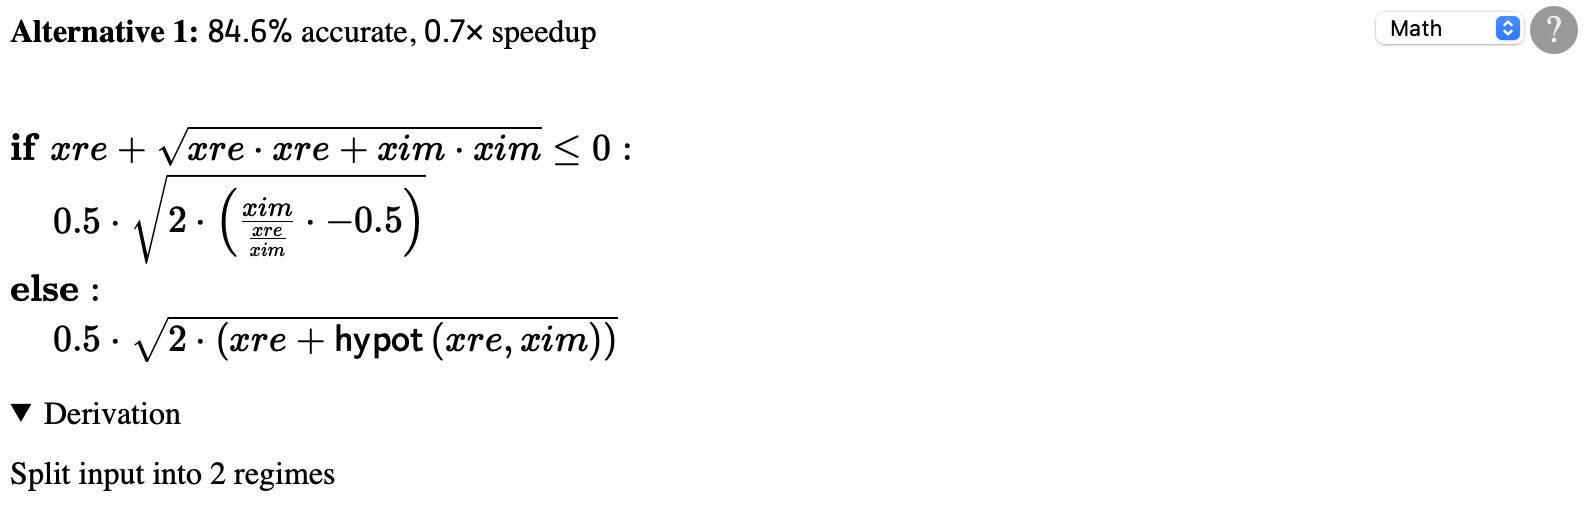 Alternative 1: 84.6% accurate, 0.7× speedup
Math
?
if xre + √(xre · xre + xim · xim) ≤ 0 :
0.5 · √(2 · (xim/(xre/xim) · −0.5))
else :
0.5 · √(2 · (xre + hypot (xre, xim)))
▼ Derivation
Split input into 2 regimes